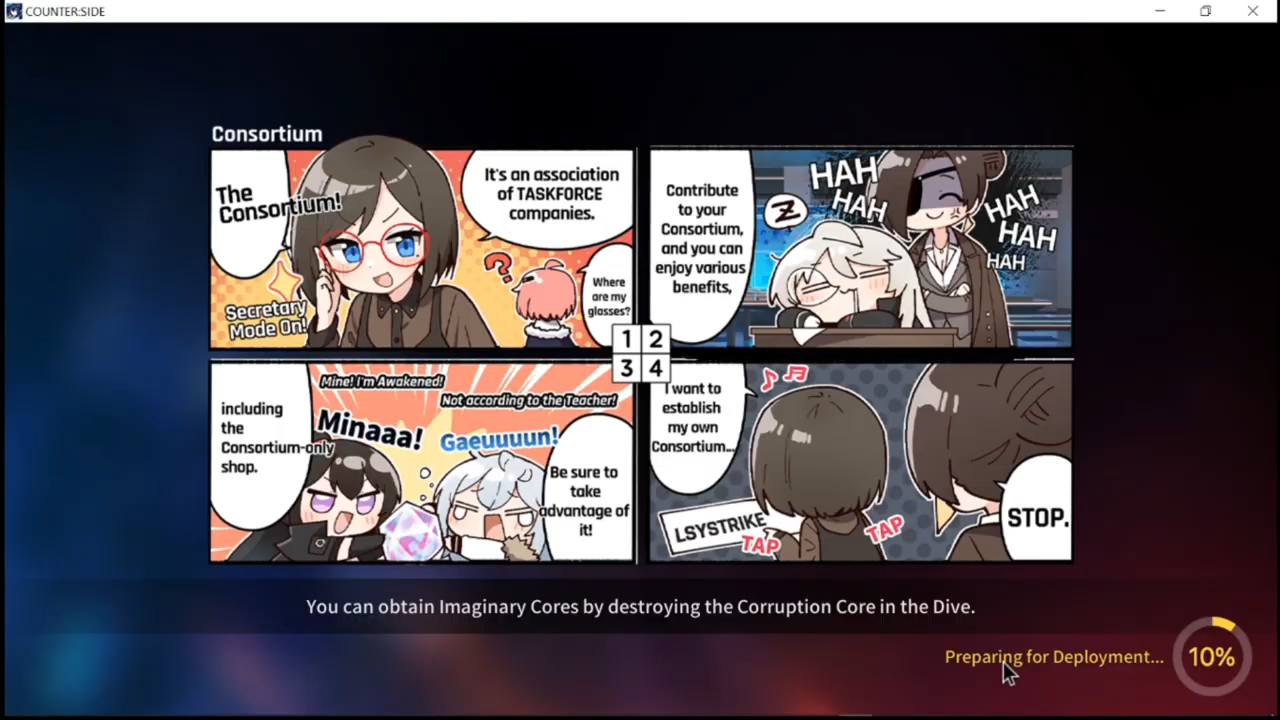 COUNTER:SIDE
Consortium
The
Consortium!
It's an association
of TASKFORCE
companies.
Where
are my
glasses?
Secretary
Mode On!
?
Contribute
to your
Consortium,
and you can
enjoy various
benefits,
Z
HAH
HAH
HAH
HAH
HAH
1 2
3 4
including
the
Consortium-only
shop.
Mine! I'm Awakened!
Not according to the Teacher!
Minaaa!
Gaeuuuun!
Be sure to
take
advantage of
it!
I want to
establish
my own
Consortium...
LSYSTRIKE
TAP
TAP
STOP.
You can obtain Imaginary Cores by destroying the Corruption Core in the Dive.
Preparing for Deployment...
10%